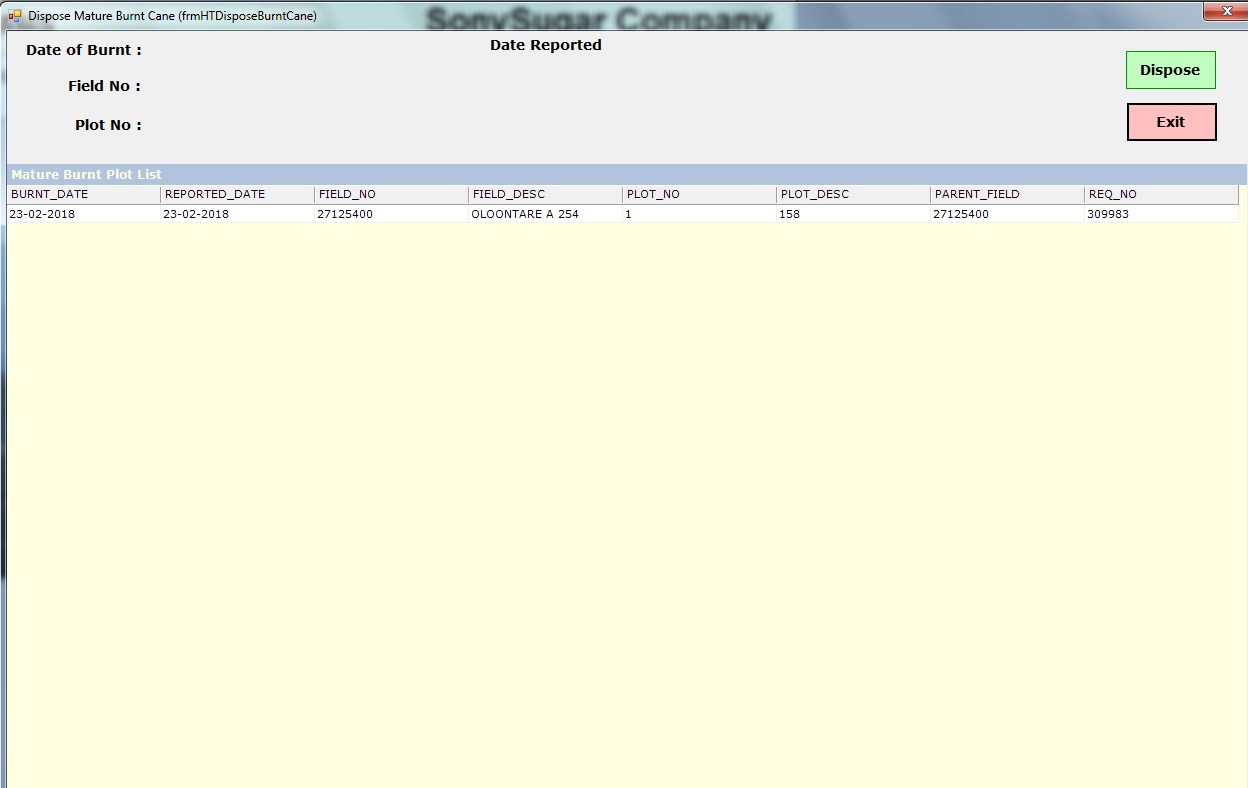 Dispose Mature Burnt Cane (frmHTDisposeBurntCane)
SonySugar Company
Date of Burnt :
Date Reported
Field No :
Plot No :
Dispose
Exit
Mature Burnt Plot List
BURNT_DATE REPORTED_DATE FIELD_NO FIELD_DESC PLOT_NO PLOT_DESC PARENT_FIELD REQ_NO
23-02-2018 23-02-2018 27125400 OLOONTARE A 254 1 158 27125400 309983